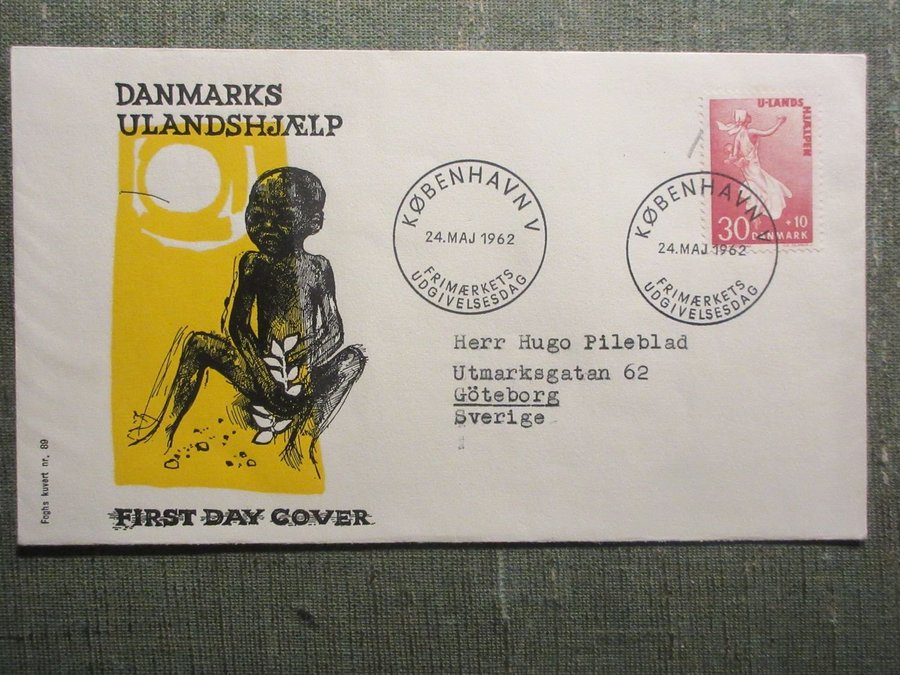 DANMARKS
ULANDSHJÆLP
FIRST DAY COVER
Foghs kuvert nr. 89
KØBENHAVN V
24. MAJ 1962
FRIMÆRKETS
UDGIVELSESDAG
U-LANDS
HJÆLPEN
30 + 10
DANMARK
KØBENHAVN V
24. MAJ 1962
FRIMÆRKETS
UDGIVELSESDAG
Herr Hugo Pileblad
Utmarksgatan 62
Göteborg
Sverige